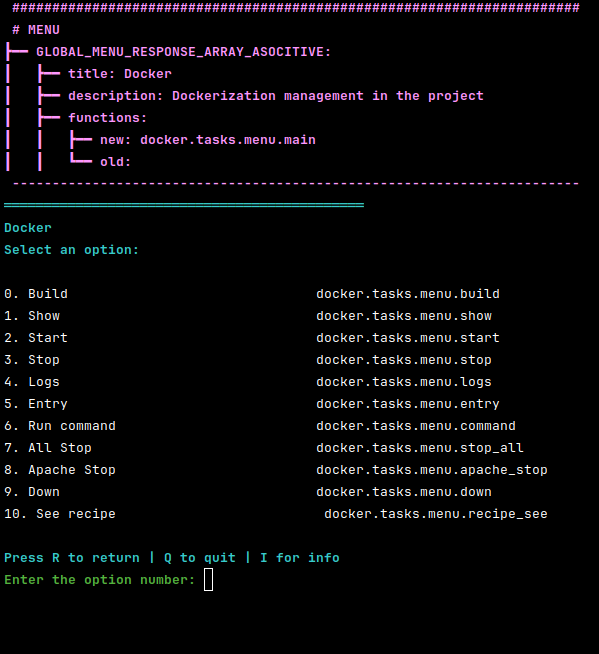 #######################################################################
# MENU
├── GLOBAL_MENU_RESPONSE_ARRAY_ASOCITIVE:
│   ├── title: Docker
│   ├── description: Dockerization management in the project
│   ├── functions:
│   │   ├── new: docker.tasks.menu.main
│   │   └── old:
-----------------------------------------------------------------------
═════════════════════════════════════════════
Docker
Select an option:
0. Build docker.tasks.menu.build
1. Show docker.tasks.menu.show
2. Start docker.tasks.menu.start
3. Stop docker.tasks.menu.stop
4. Logs docker.tasks.menu.logs
5. Entry docker.tasks.menu.entry
6. Run command docker.tasks.menu.command
7. All Stop docker.tasks.menu.stop_all
8. Apache Stop docker.tasks.menu.apache_stop
9. Down docker.tasks.menu.down
10. See recipe docker.tasks.menu.recipe_see
Press R to return | Q to quit | I for info
Enter the option number: